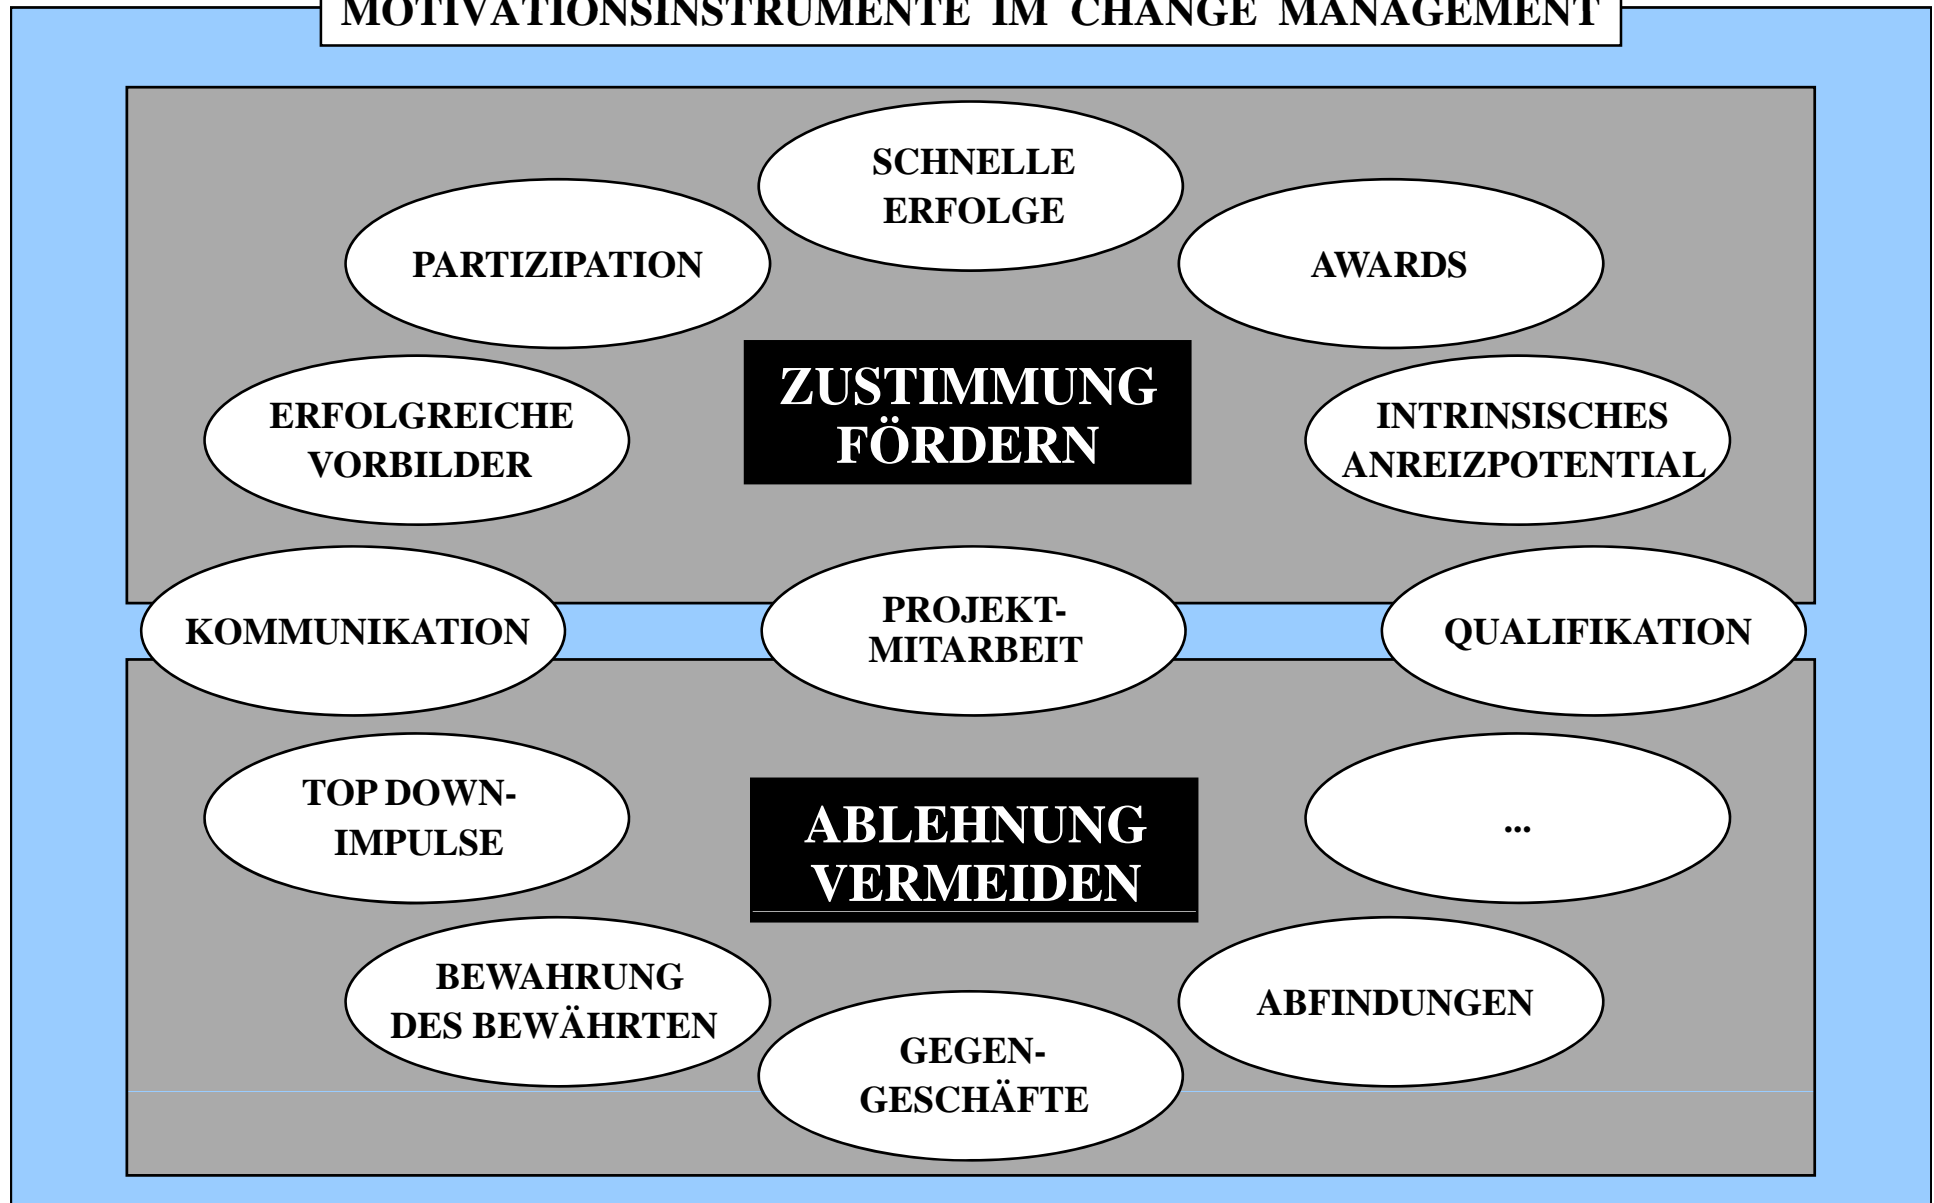 MOTIVATIONSINSTRUMENTE IM CHANGE MANAGEMENT
SCHNELLE
ERFOLGE
PARTIZIPATION
AWARDS
ZUSTIMMUNG
FÖRDERN
ERFOLGREICHE
VORBILDER
INTRINSISCHES
ANREIZPOTENTIAL
KOMMUNIKATION
PROJEKT-
MITARBEIT
QUALIFIKATION
TOP DOWN-
IMPULSE
ABLEHNUNG
VERMEIDEN
...
BEWAHRUNG
DES BEWÄHRTEN
GEGEN-
GESCHÄFTE
ABFINDUNGEN